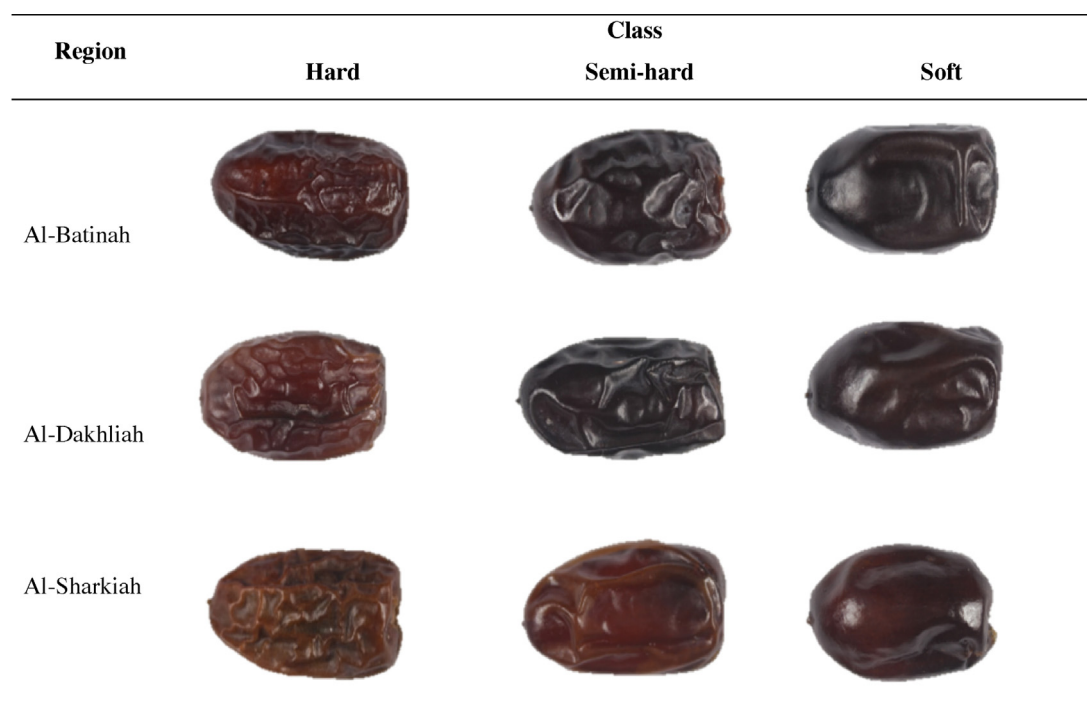 Class
Region
Hard Semi-hard Soft
Al-Batinah
Al-Dakhliah
Al-Sharkiah